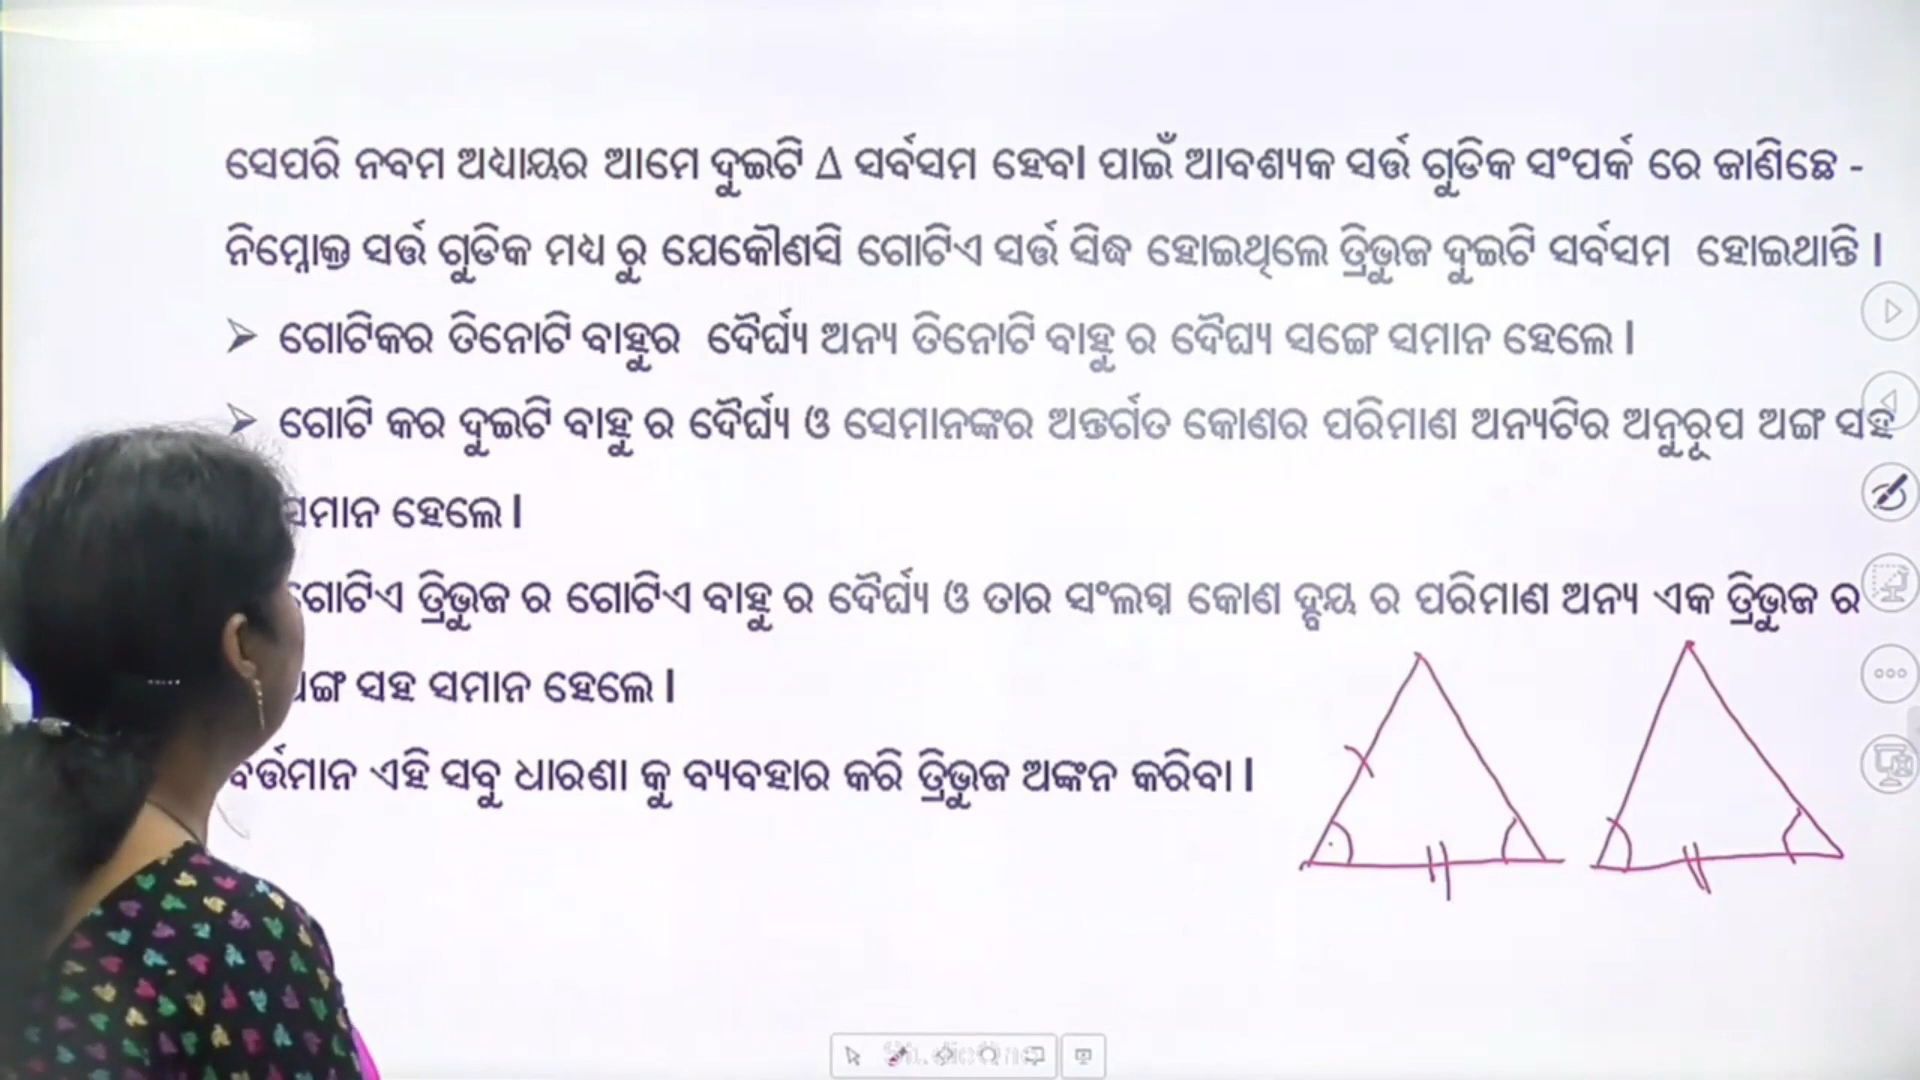 ସେପରି ନବମ ଅଧ୍ୟାୟର ଆମେ ଦୁଇଟି Δ ସର୍ବସମ ହେବା ପାଇଁ ଆବଶ୍ୟକ ସର୍ତ୍ତ ଗୁଡିକ ସଂପର୍କ ରେ ଜାଣିଛେ -
ନିମ୍ନୋକ୍ତ ସର୍ତ୍ତ ଗୁଡିକ ମଧ୍ୟ ରୁ ଯେକୌଣସି ଗୋଟିଏ ସର୍ତ୍ତ ସିଦ୍ଧ ହୋଇଥିଲେ ତ୍ରିଭୁଜ ଦୁଇଟି ସର୍ବସମ ହୋଇଥାନ୍ତି l
➢ ଗୋଟିକର ତିନୋଟି ବାହୁର ଦୈର୍ଘ୍ୟ ଅନ୍ୟ ତିନୋଟି ବାହୁ ର ଦୈଘ୍ୟ ସଙ୍ଗେ ସମାନ ହେଲେ l
➢ ଗୋଟି କର ଦୁଇଟି ବାହୁ ର ଦୈର୍ଘ୍ୟ ଓ ସେମାନଙ୍କର ଅନ୍ତର୍ଗତ କୋଣର ପରିମାଣ ଅନ୍ୟଟିର ଅନୁରୂପ ଅଙ୍ଗ ସହ
ସମାନ ହେଲେ l
ଗୋଟିଏ ତ୍ରିଭୁଜ ର ଗୋଟିଏ ବାହୁ ର ଦୈର୍ଘ୍ୟ ଓ ତାର ସଂଲଗ୍ନ କୋଣ ଦ୍ବୟ ର ପରିମାଣ ଅନ୍ୟ ଏକ ତ୍ରିଭୁଜ ର
ସହ ସମାନ ହେଲେ l
ବର୍ତ୍ତମାନ ଏହି ସବୁ ଧାରଣା କୁ ବ୍ୟବହାର କରି ତ୍ରିଭୁଜ ଅଙ୍କନ କରିବା l